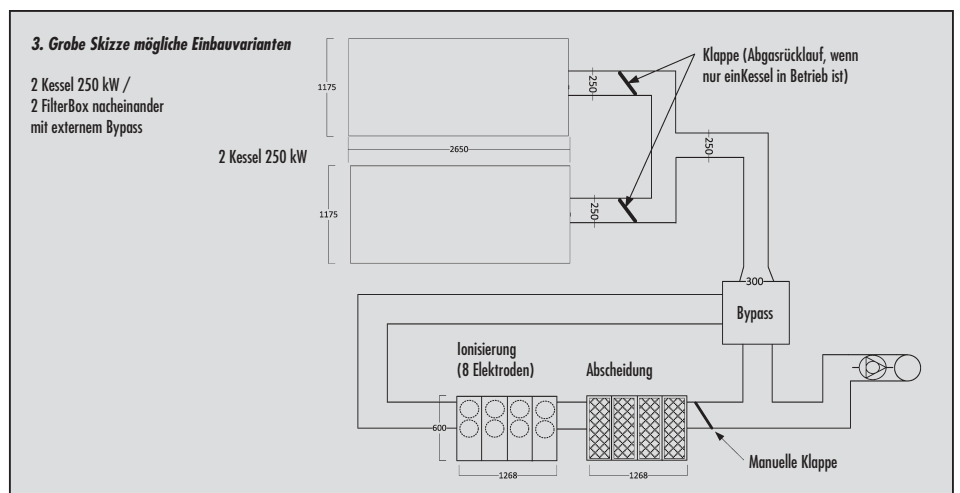 3. Grobe Skizze mögliche Einbauvarianten
2 Kessel 250 kW /
2 FilterBox nacheinander
mit externem Bypass
2 Kessel 250 kW
1175
2650
1175
250
250
250
Klappe (Abgasrücklauf, wenn
nur einKessel in Betrieb ist)
300
Bypass
Ionisierung
(8 Elektroden)
Abscheidung
600
1268
1268
Manuelle Klappe